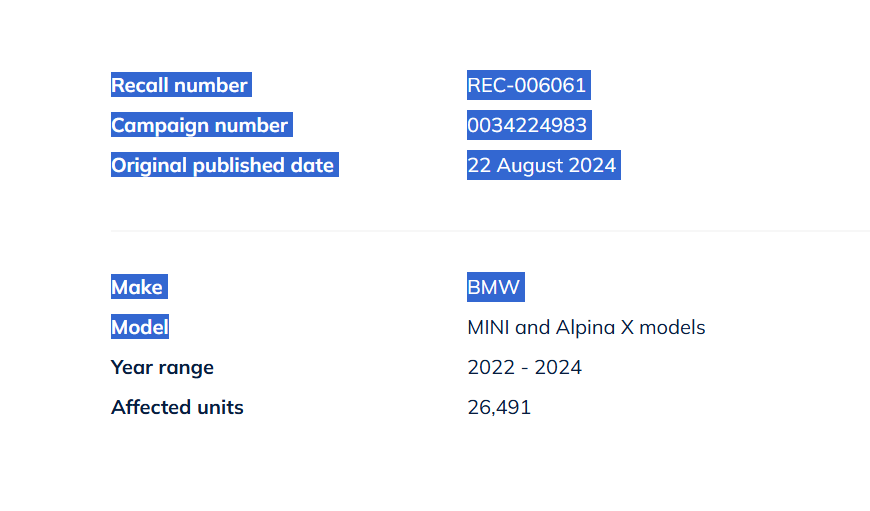 Recall number REC-006061
Campaign number 0034224983
Original published date 22 August 2024
Make BMW
Model MINI and Alpina X models
Year range 2022 - 2024
Affected units 26,491